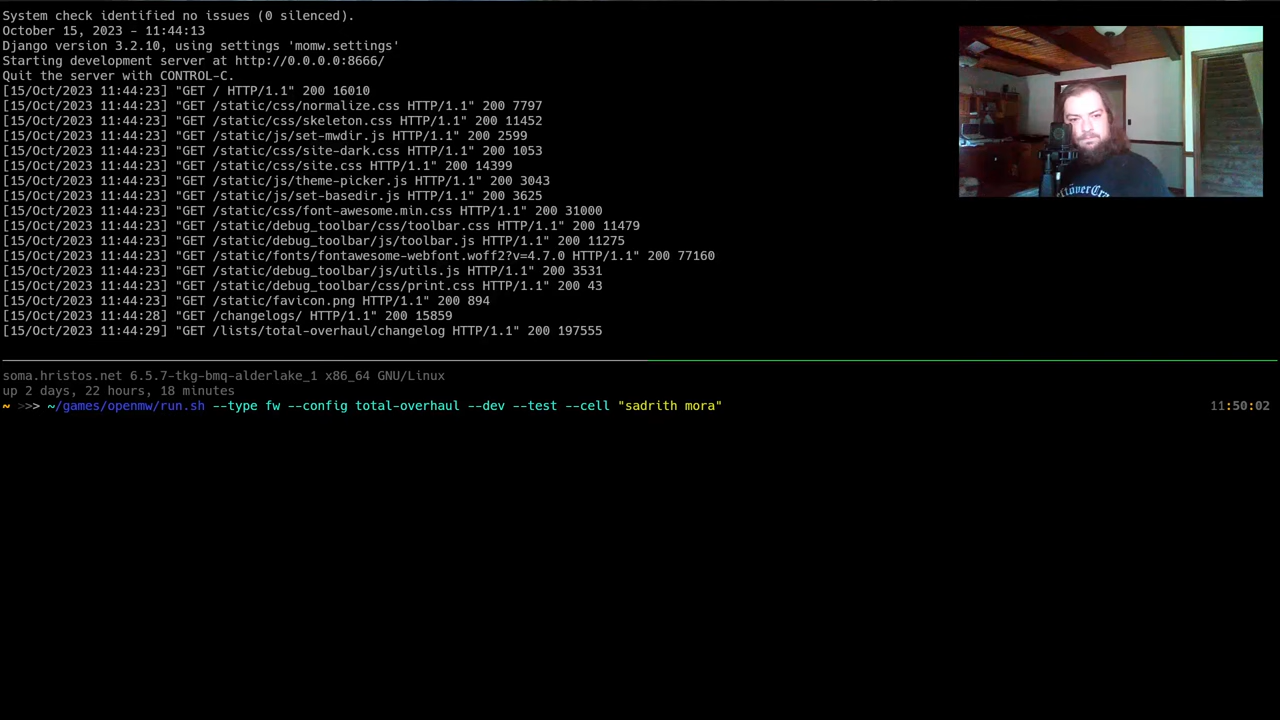 System check identified no issues (0 silenced).
October 15, 2023 - 11:44:13
Django version 3.2.10, using settings 'momw.settings'
Starting development server at http://0.0.0.0:8666/
Quit the server with CONTROL-C.
[15/Oct/2023 11:44:23] "GET / HTTP/1.1" 200 16010
[15/Oct/2023 11:44:23] "GET /static/css/normalize.css HTTP/1.1" 200 7797
[15/Oct/2023 11:44:23] "GET /static/css/skeleton.css HTTP/1.1" 200 11452
[15/Oct/2023 11:44:23] "GET /static/js/set-mwdir.js HTTP/1.1" 200 2599
[15/Oct/2023 11:44:23] "GET /static/css/site-dark.css HTTP/1.1" 200 1053
[15/Oct/2023 11:44:23] "GET /static/css/site.css HTTP/1.1" 200 14399
[15/Oct/2023 11:44:23] "GET /static/js/theme-picker.js HTTP/1.1" 200 3043
[15/Oct/2023 11:44:23] "GET /static/js/set-basedir.js HTTP/1.1" 200 3625
[15/Oct/2023 11:44:23] "GET /static/css/font-awesome.min.css HTTP/1.1" 200 31000
[15/Oct/2023 11:44:23] "GET /static/debug_toolbar/css/toolbar.css HTTP/1.1" 200 11479
[15/Oct/2023 11:44:23] "GET /static/debug_toolbar/js/toolbar.js HTTP/1.1" 200 11275
[15/Oct/2023 11:44:23] "GET /static/fonts/fontawesome-webfont.woff2?v=4.7.0 HTTP/1.1" 200 77160
[15/Oct/2023 11:44:23] "GET /static/debug_toolbar/js/utils.js HTTP/1.1" 200 3531
[15/Oct/2023 11:44:23] "GET /static/debug_toolbar/css/print.css HTTP/1.1" 200 43
[15/Oct/2023 11:44:23] "GET /static/favicon.png HTTP/1.1" 200 894
[15/Oct/2023 11:44:28] "GET /changelogs/ HTTP/1.1" 200 15859
[15/Oct/2023 11:44:29] "GET /lists/total-overhaul/changelog HTTP/1.1" 200 197555
soma.hristos.net 6.5.7-tkg-bmq-alderlake_1 x86_64 GNU/Linux
up 2 days, 22 hours, 18 minutes
~ >>> ~/games/openmw/run.sh --type fw --config total-overhaul --dev --test --cell "sadrith mora" 11:50:02